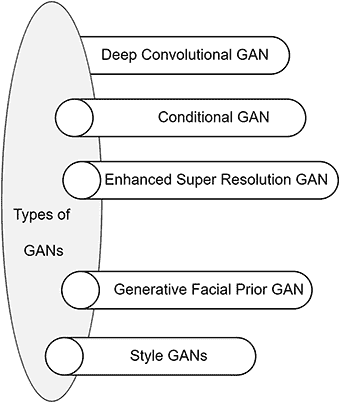 Deep Convolutional GAN
Conditional GAN
Enhanced Super Resolution GAN
Types of
GANs
Generative Facial Prior GAN
Style GANs